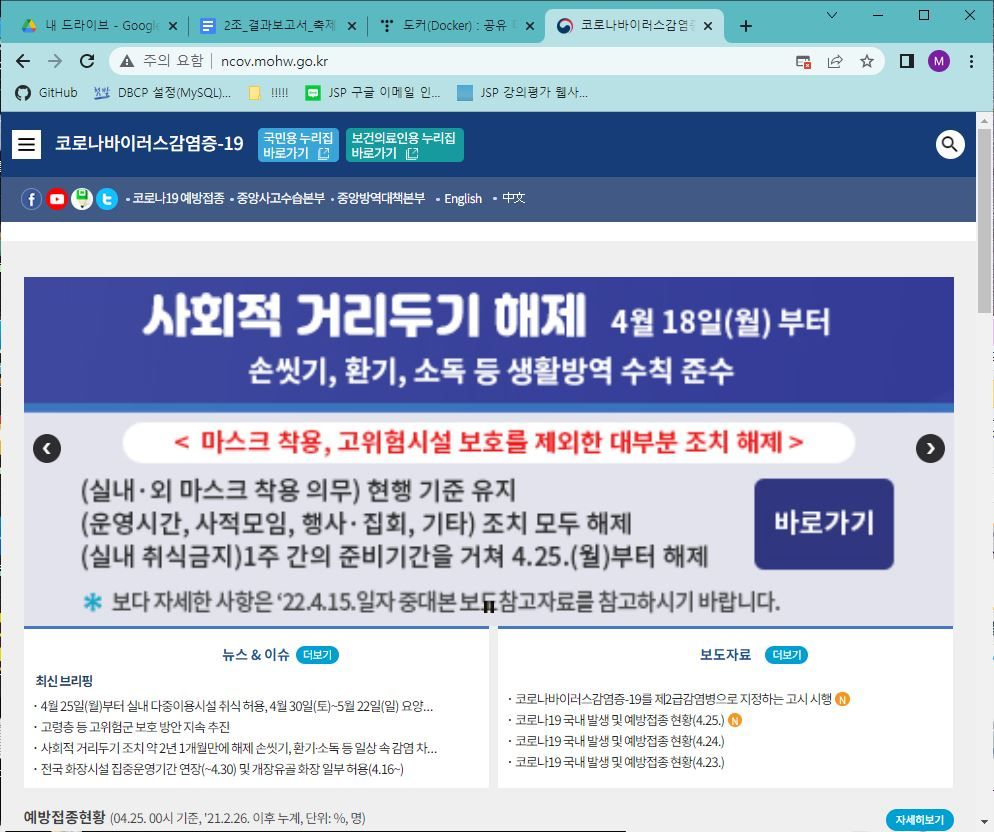 내 드라이브 - Google
2조_결과보고서_축제
도커(Docker) : 공유
코로나바이러스감염증
주의 요함
ncov.mohw.go.kr
M
GitHub
DBCP 설정(MySQL)...
!!!!!
JSP 구글 이메일 인...
JSP 강의평가 웹사...
코로나바이러스감염증-19
국민용 누리집
바로가기
보건의료인용 누리집
바로가기
• 코로나19 예방접종 • 중앙사고수습본부 • 중앙방역대책본부 • English • 中文
사회적 거리두기 해제 4월 18일(월) 부터
손씻기, 환기, 소독 등 생활방역 수칙 준수
< 마스크 착용, 고위험시설 보호를 제외한 대부분 조치 해제 >
(실내·외 마스크 착용 의무) 현행 기준 유지
(운영시간, 사적모임, 행사·집회, 기타) 조치 모두 해제
(실내 취식금지)1주 간의 준비기간을 거쳐 4.25.(월)부터 해제
바로가기
* 보다 자세한 사항은 ‘22.4.15.일자 중대본 보도참고자료를 참고하시기 바랍니다.
뉴스 & 이슈 더보기
최신 브리핑
· 4월 25일(월)부터 실내 다중이용시설 취식 허용, 4월 30일(토)~5월 22일(일) 요양...
· 고령층 등 고위험군 보호 방안 지속 추진
· 사회적 거리두기 조치 약 2년 1개월만에 해제 손씻기, 환기·소독 등 일상 속 감염 차...
· 전국 화장시설 집중운영기간 연장(~4.30) 및 개장유골 화장 일부 허용(4.16~)
보도자료 더보기
· 코로나바이러스감염증-19를 제2급감염병으로 지정하는 고시 시행 N
· 코로나19 국내 발생 및 예방접종 현황(4.25.) N
· 코로나19 국내 발생 및 예방접종 현황(4.24.)
· 코로나19 국내 발생 및 예방접종 현황(4.23.)
예방접종현황 (04.25. 00시 기준, '21.2.26. 이후 누계, 단위: %, 명)
자세히보기